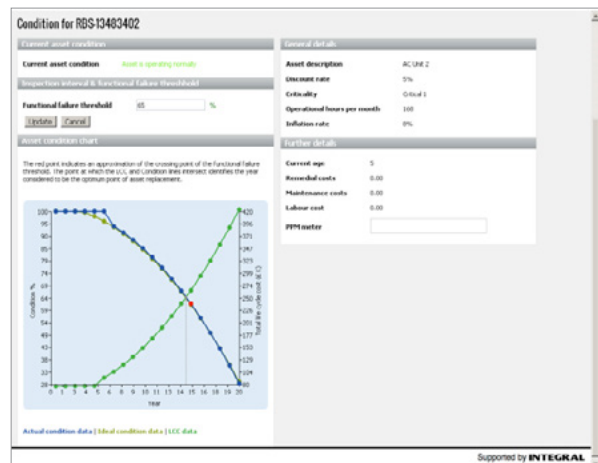 Condition for RBS-13483402
Current asset condition
Current asset condition Asset is operating normally
Inspection interval & functional failure threshhold
Functional failure threshold 65 %
Update Cancel
Asset condition chart
The red point indicates an approximation of the crossing point of the functional failure
threshold. The point at which the LCC and Condition lines intersect identifies the year
considered to be the optimum point of asset replacement.
Condition %
Total life cycle cost (£ K)
Year
Actual condition data | Ideal condition data | LCC data
General details
Asset description AC Unit 2
Discount rate 5%
Criticality Critical 1
Operational hours per month 160
Inflation rate
Further details
Current age 5
Remedial costs 0.00
Maintenance costs 0.00
Labour cost 0.00
PPM meter
Supported by INTEGRAL